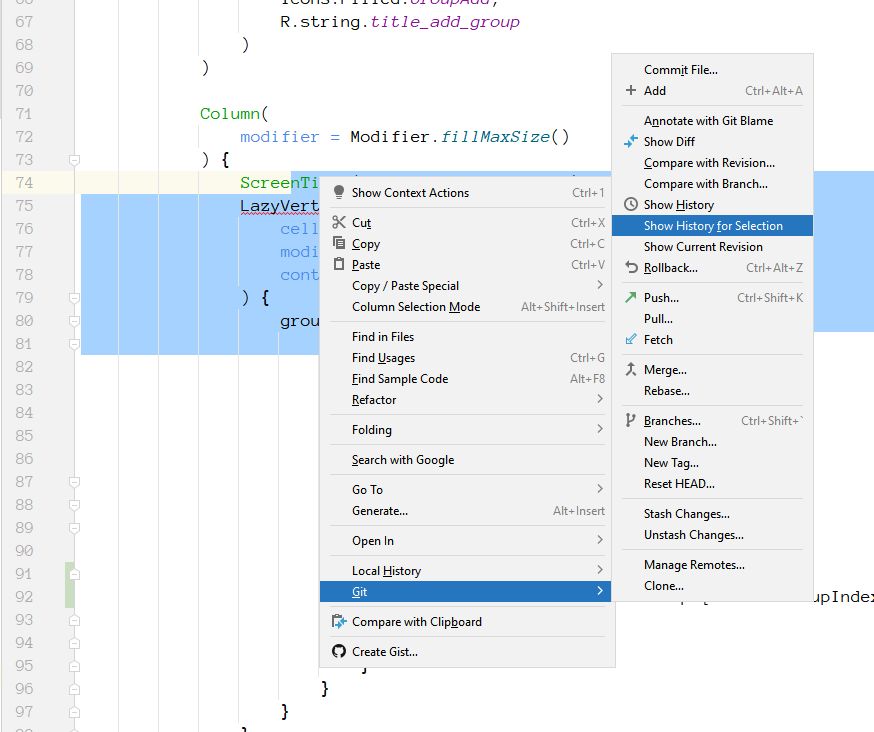 66
Icons.Filled.GroupAdd,
67
R.string.title_add_group
68
)
69
)
70
71
Column(
72
modifier = Modifier.fillMaxSize()
73
) {
74
ScreenTi
75
LazyVert
76
cell
77
modi
78
cont
79
) {
80
grou
81
82
83
84
85
86
87
88
89
90
91
92
upIndex
93
94
95
}
96
}
97
}
Show Context Actions Ctrl+1
Cut Ctrl+X
Copy Ctrl+C
Paste Ctrl+V
Copy / Paste Special
Column Selection Mode Alt+Shift+Insert
Find in Files
Find Usages Ctrl+G
Find Sample Code Alt+F8
Refactor
Folding
Search with Google
Go To
Generate... Alt+Insert
Open In
Local History
Git
Compare with Clipboard
Create Gist...
Commit File...
Add Ctrl+Alt+A
Annotate with Git Blame
Show Diff
Compare with Revision...
Compare with Branch...
Show History
Show History for Selection
Show Current Revision
Rollback... Ctrl+Alt+Z
Push... Ctrl+Shift+K
Pull...
Fetch
Merge...
Rebase...
Branches... Ctrl+Shift+`
New Branch...
New Tag...
Reset HEAD...
Stash Changes...
Unstash Changes...
Manage Remotes...
Clone...